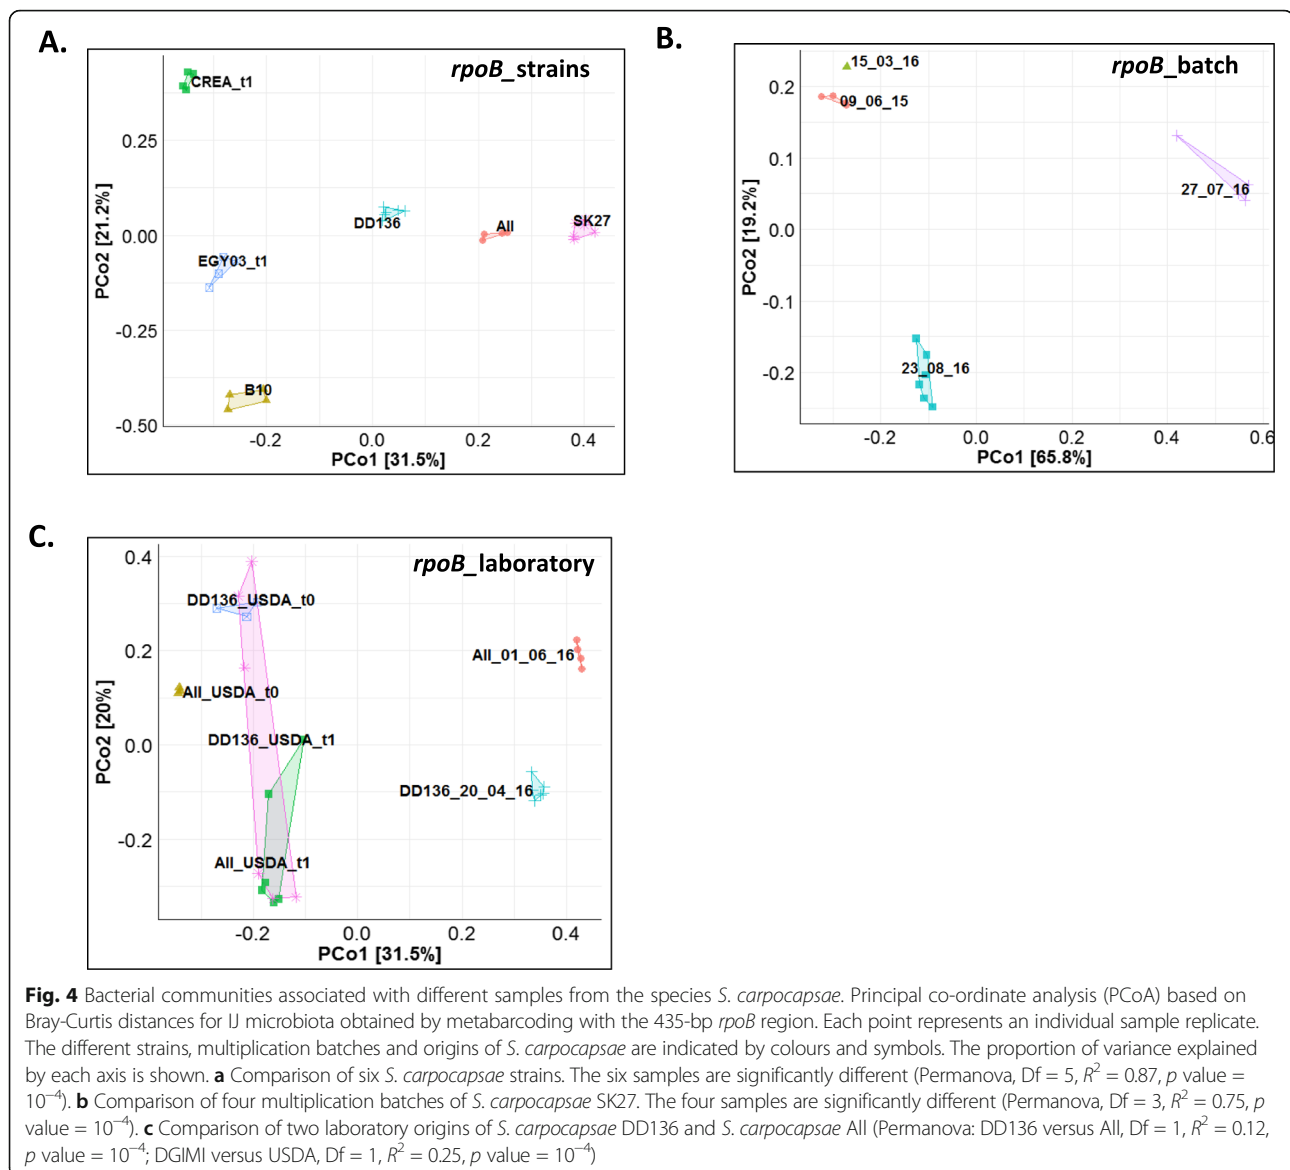 A.
rpoB_strains
CREA_t1
0.25
DD136
All
SK27
0.00
EGY03_t1
-0.25
B10
-0.50
-0.2
0.0
0.2
0.4
PCo1 [31.5%]
PCo2 [21.2%]
B.
15_03_16
rpoB_batch
0.2
09_06_15
0.1
27_07_16
0.0
-0.1
23_08_16
-0.2
-0.2
0.0
0.2
0.4
0.6
PCo1 [65.8%]
PCo2 [19.2%]
C.
0.4
rpoB_laboratory
DD136_USDA_t0
0.2
All_01_06_16
All_USDA_t0
0.0
DD136_USDA_t1
DD136_20_04_16
-0.2
All_USDA_t1
-0.2
0.0
0.2
0.4
PCo1 [31.5%]
PCo2 [20%]
Fig. 4 Bacterial communities associated with different samples from the species S. carpocapsae. Principal co-ordinate analysis (PCoA) based on
Bray-Curtis distances for IJ microbiota obtained by metabarcoding with the 435-bp rpoB region. Each point represents an individual sample replicate.
The different strains, multiplication batches and origins of S. carpocapsae are indicated by colours and symbols. The proportion of variance explained
by each axis is shown. a Comparison of six S. carpocapsae strains. The six samples are significantly different (Permanova, Df = 5, R² = 0.87, p value =
10⁻⁴). b Comparison of four multiplication batches of S. carpocapsae SK27. The four samples are significantly different (Permanova, Df = 3, R² = 0.75, p
value = 10⁻⁴). c Comparison of two laboratory origins of S. carpocapsae DD136 and S. carpocapsae All (Permanova: DD136 versus All, Df = 1, R² = 0.12,
p value = 10⁻⁴; DGIMI versus USDA, Df = 1, R² = 0.25, p value = 10⁻⁴)